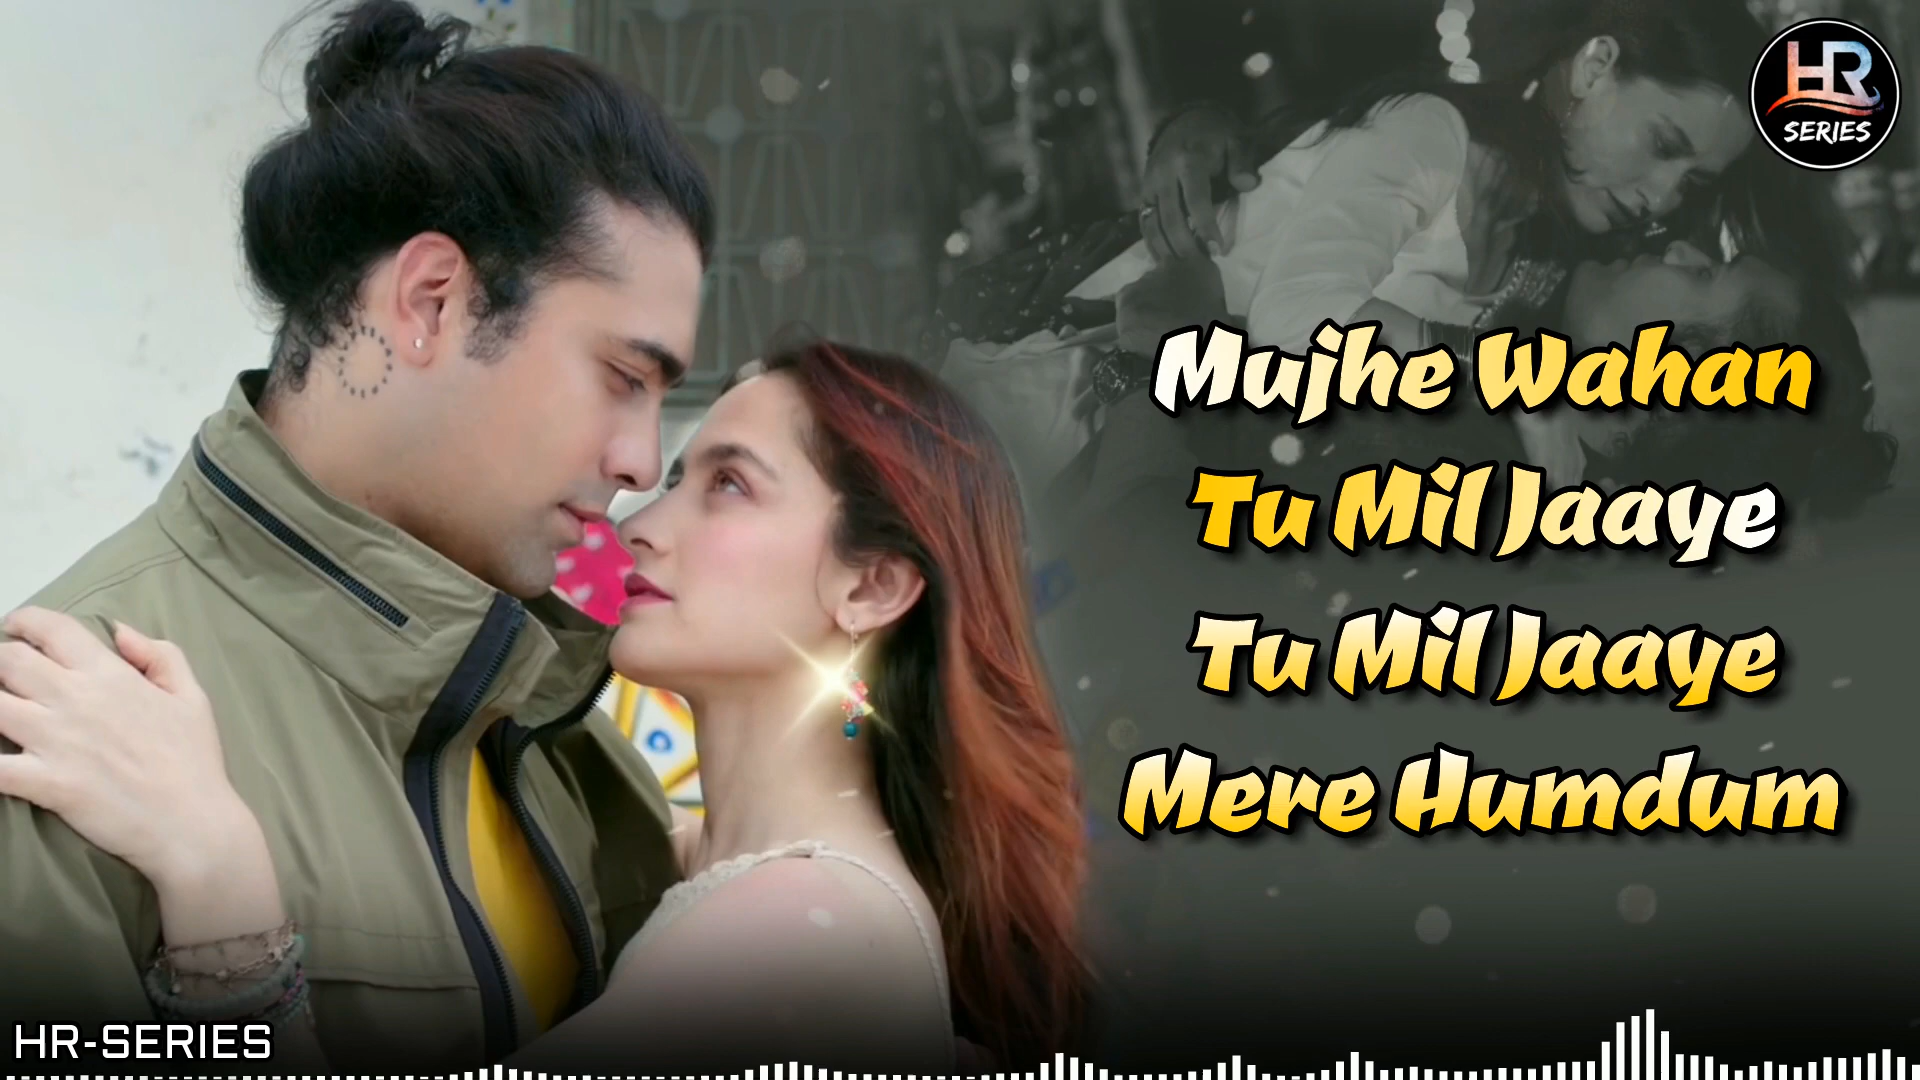 HR
SERIES
Mujhe Wahan
Tu Mil Jaaye
Tu Mil Jaaye
Mere Humdum
HR-SERIES